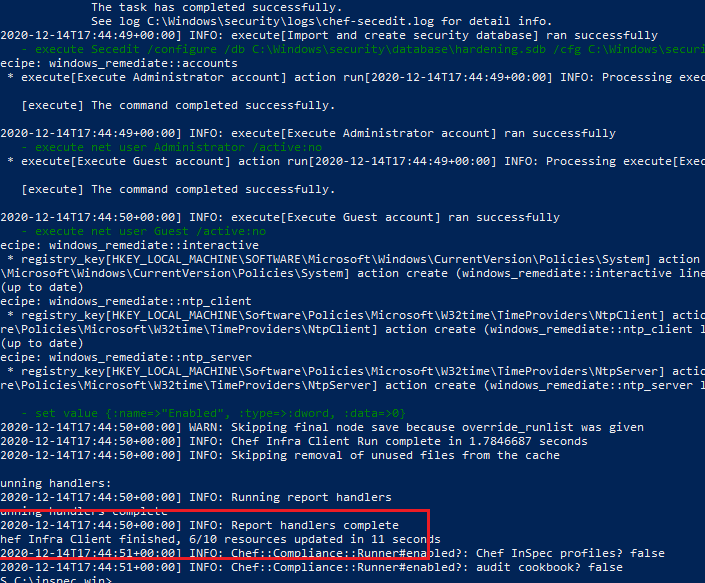 The task has completed successfully.
See log C:\Windows\security\logs\chef-secedit.log for detail info.
2020-12-14T17:44:49+00:00] INFO: execute[Import and create security database] ran successfully
- execute Secedit /configure /db C:\Windows\security\database\hardening.sdb /cfg C:\Windows\securi
ecipe: windows_remediate::accounts
* execute[Execute Administrator account] action run[2020-12-14T17:44:49+00:00] INFO: Processing exec
[execute] The command completed successfully.
2020-12-14T17:44:49+00:00] INFO: execute[Execute Administrator account] ran successfully
- execute net user Administrator /active:no
* execute[Execute Guest account] action run[2020-12-14T17:44:49+00:00] INFO: Processing execute[Exec
[execute] The command completed successfully.
2020-12-14T17:44:50+00:00] INFO: execute[Execute Guest account] ran successfully
- execute net user Guest /active:no
ecipe: windows_remediate::interactive
* registry_key[HKEY_LOCAL_MACHINE\SOFTWARE\Microsoft\Windows\CurrentVersion\Policies\System] action
\Microsoft\Windows\CurrentVersion\Policies\System] action create (windows_remediate::interactive line
(up to date)
ecipe: windows_remediate::ntp_client
* registry_key[HKEY_LOCAL_MACHINE\Software\Policies\Microsoft\W32time\TimeProviders\NtpClient] actio
re\Policies\Microsoft\W32time\TimeProviders\NtpClient] action create (windows_remediate::ntp_client l
(up to date)
ecipe: windows_remediate::ntp_server
* registry_key[HKEY_LOCAL_MACHINE\Software\Policies\Microsoft\W32time\TimeProviders\NtpServer] actio
re\Policies\Microsoft\W32time\TimeProviders\NtpServer] action create (windows_remediate::ntp_server l
- set value {:name=>"Enabled", :type=>:dword, :data=>0}
2020-12-14T17:44:50+00:00] WARN: Skipping final node save because override_runlist was given
2020-12-14T17:44:50+00:00] INFO: Chef Infra Client Run complete in 1.7846687 seconds
2020-12-14T17:44:50+00:00] INFO: Skipping removal of unused files from the cache
unning handlers:
2020-12-14T17:44:50+00:00] INFO: Running report handlers
unning handlers complete
2020-12-14T17:44:50+00:00] INFO: Report handlers complete
hef Infra Client finished, 6/10 resources updated in 11 seconds
2020-12-14T17:44:51+00:00] INFO: Chef::Compliance::Runner#enabled?: Chef InSpec profiles? false
2020-12-14T17:44:51+00:00] INFO: Chef::Compliance::Runner#enabled?: audit cookbook? false
S C:\inspec_win>